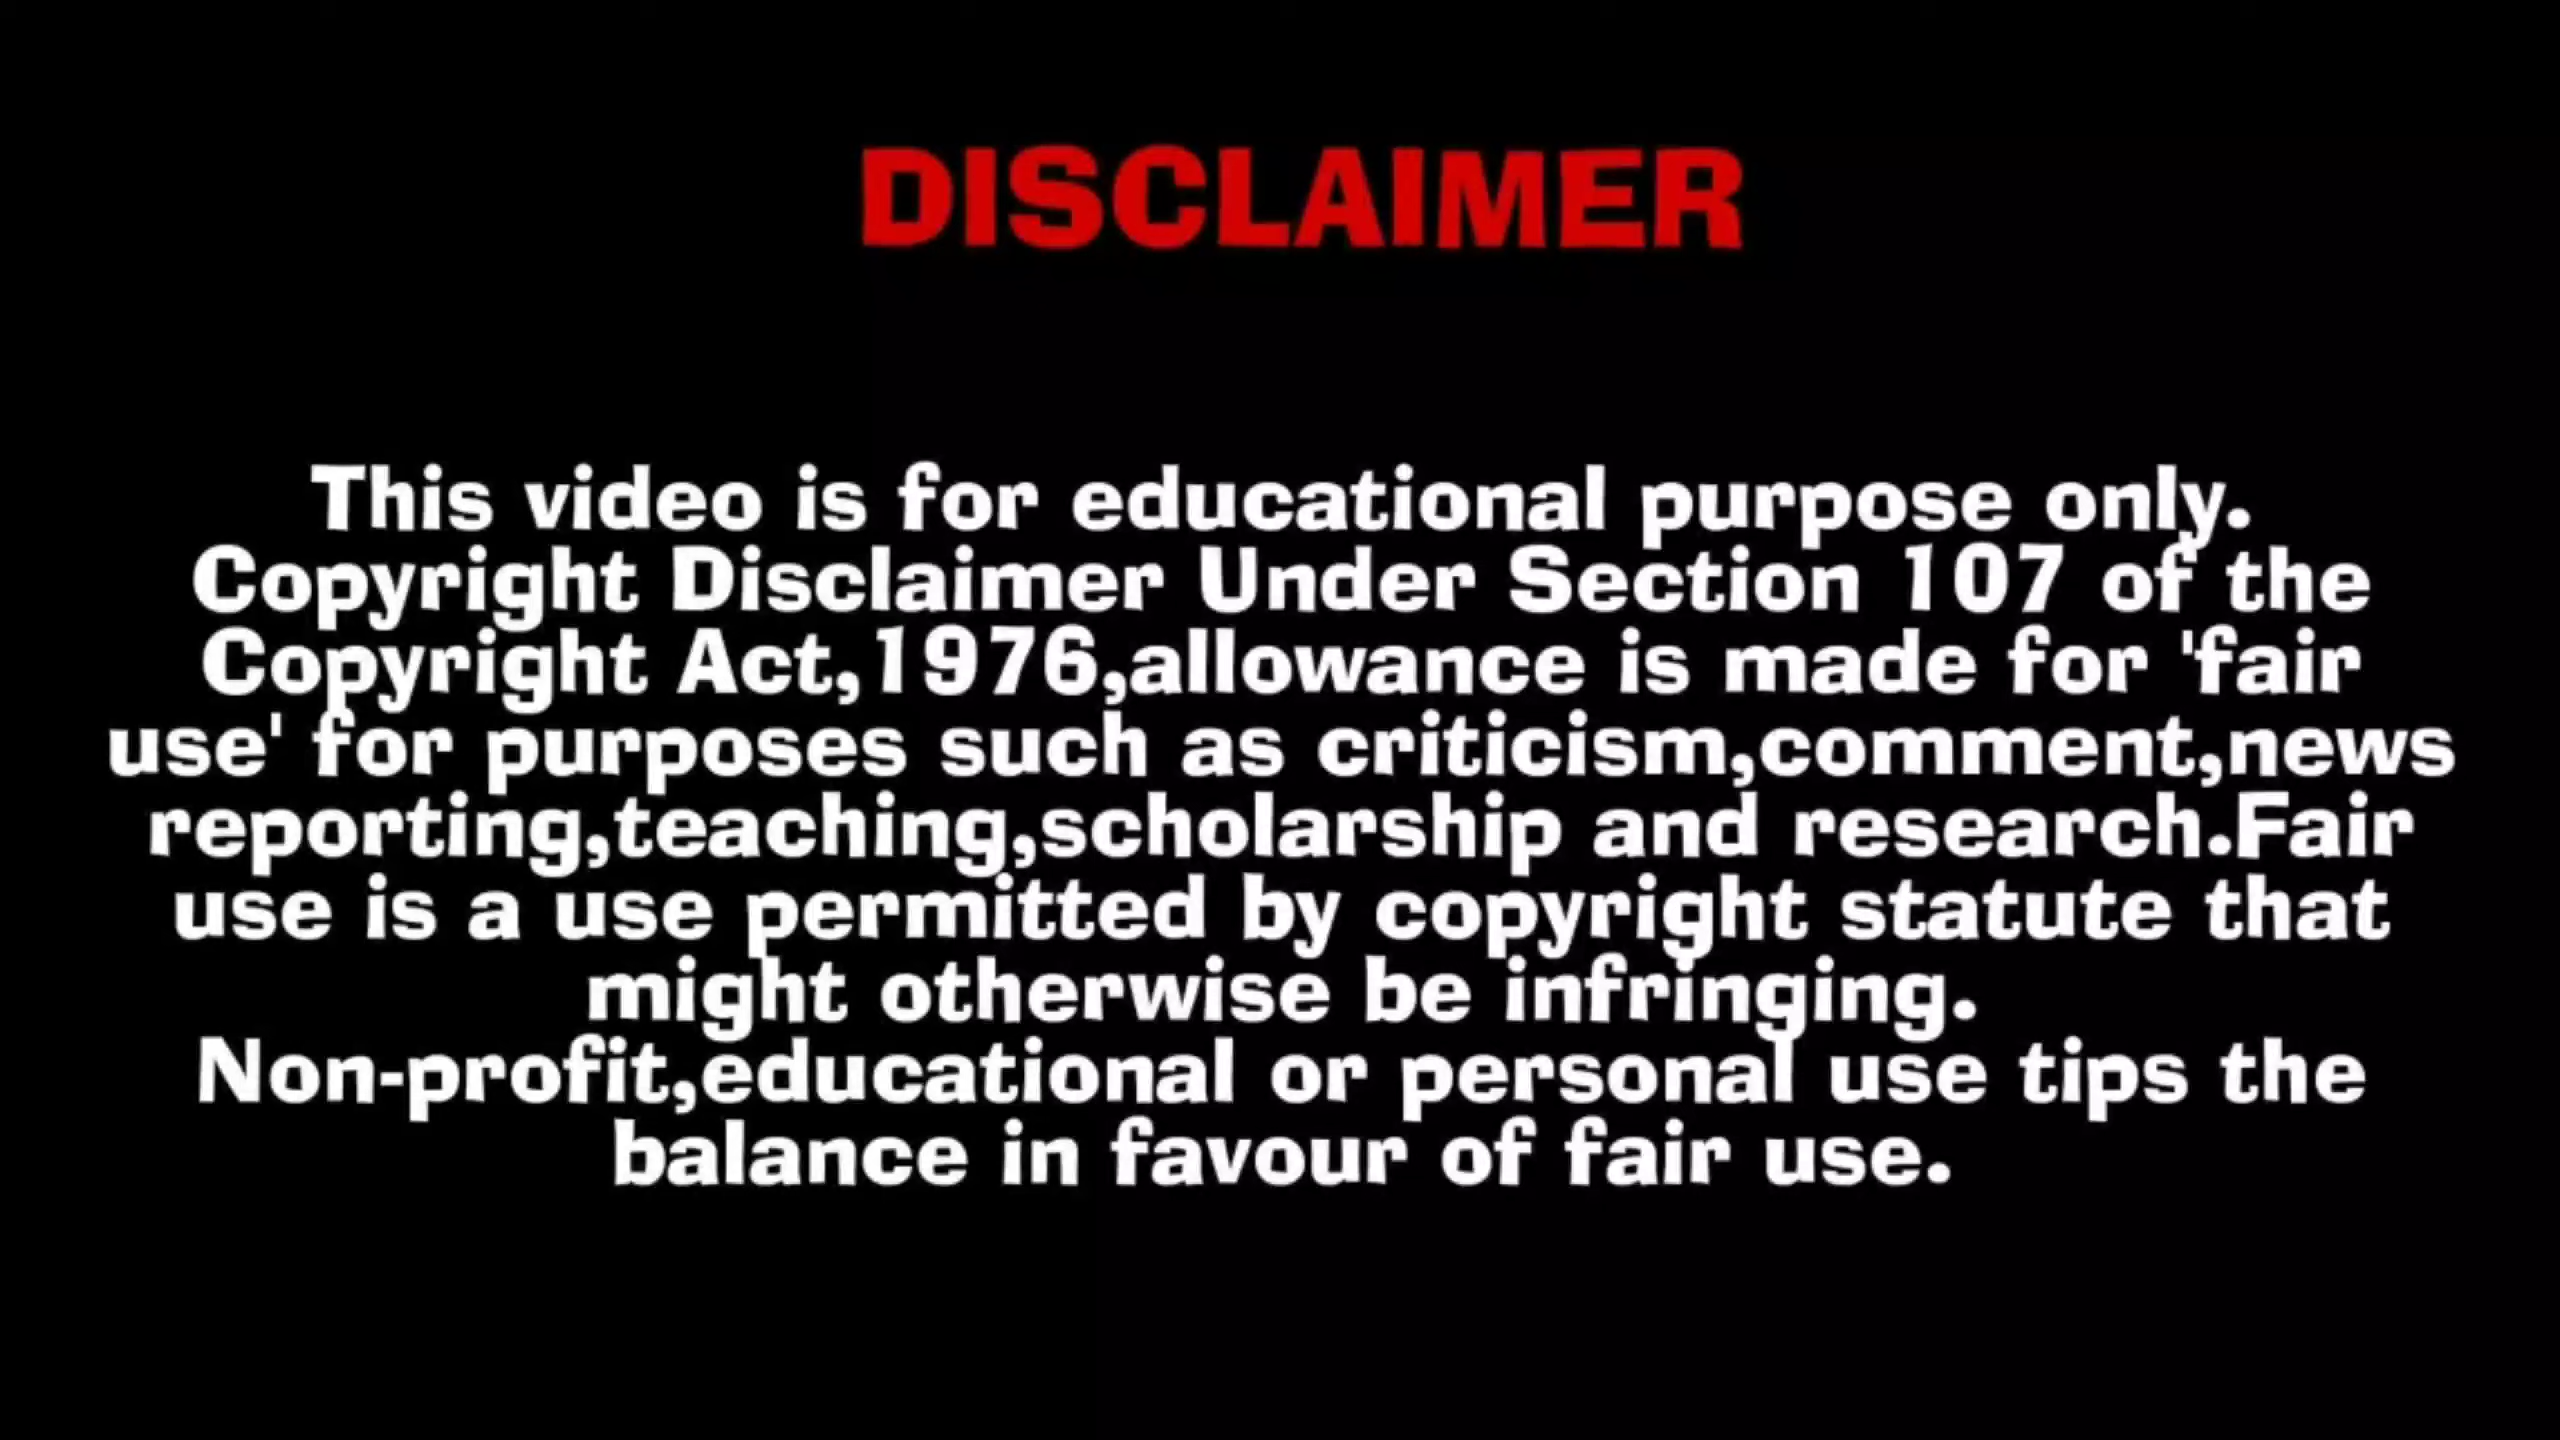 DISCLAIMER
This video is for educational purpose only.
Copyright Disclaimer Under Section 107 of the
Copyright Act,1976,allowance is made for 'fair
use' for purposes such as criticism,comment,news
reporting,teaching,scholarship and research.Fair
use is a use permitted by copyright statute that
might otherwise be infringing.
Non-profit,educational or personal use tips the
balance in favour of fair use.